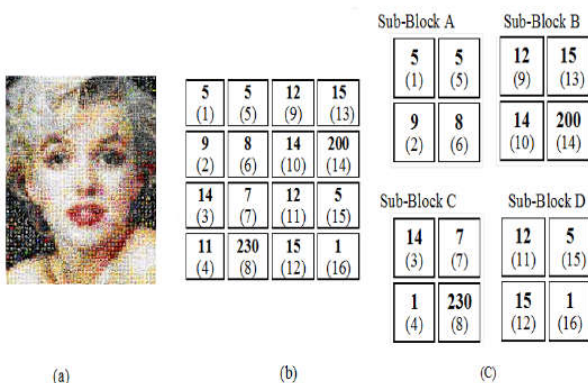 Sub-Block A Sub-Block B
5 5 12 15
(1) (5) (9) (13)
9 8 14 200
(2) (6) (10) (14)
Sub-Block C Sub-Block D
14 7 12 5
(3) (7) (11) (15)
1 230 15 1
(4) (8) (12) (16)
5 5 12 15
(1) (5) (9) (13)
9 8 14 200
(2) (6) (10) (14)
14 7 12 5
(3) (7) (11) (15)
11 230 15 1
(4) (8) (12) (16)
(a) (b) (C)